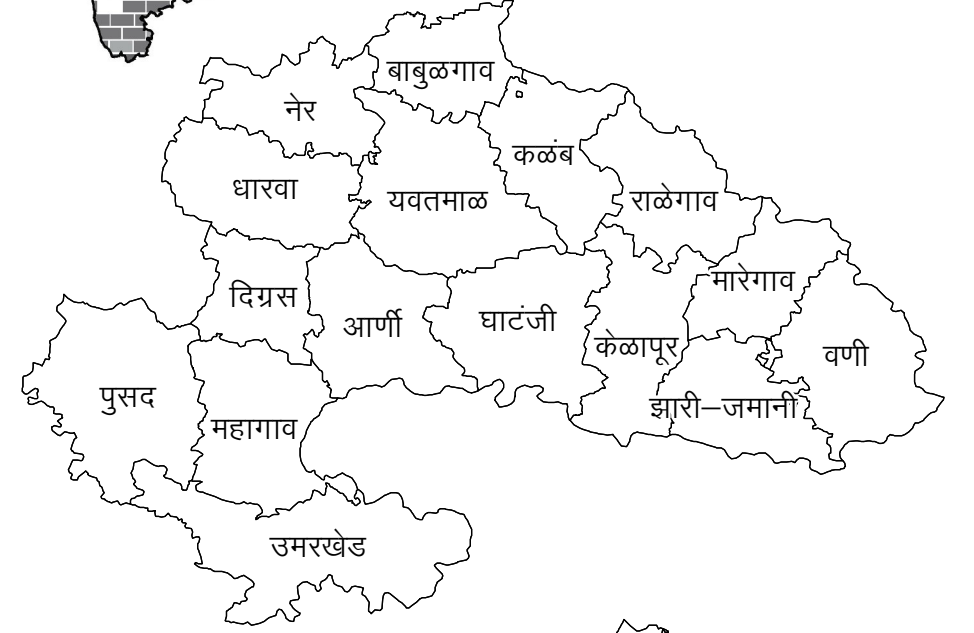 बाबुळगाव
नेर
कळंब
धारवा
यवतमाळ
राळेगाव
मारेगाव
दिग्रस
आर्णी
घाटंजी
केळापूर
वणी
पुसद
झारी–जमानी
महागाव
उमरखेड